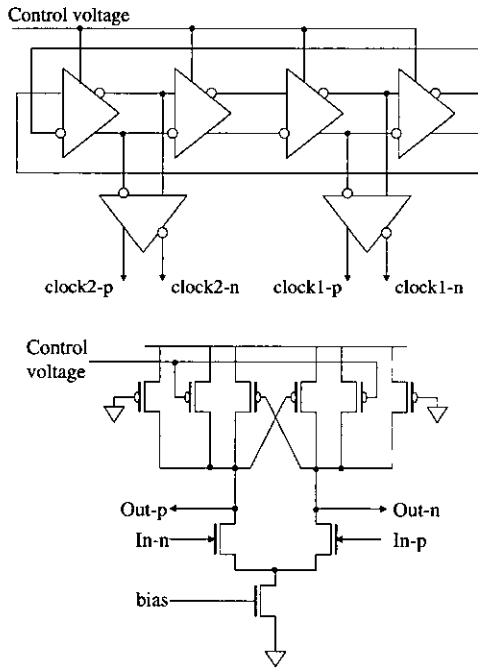 Control voltage
clock2-p
clock2-n
clock1-p
clock1-n
Control
voltage
Out-p
Out-n
In-n
In-p
bias